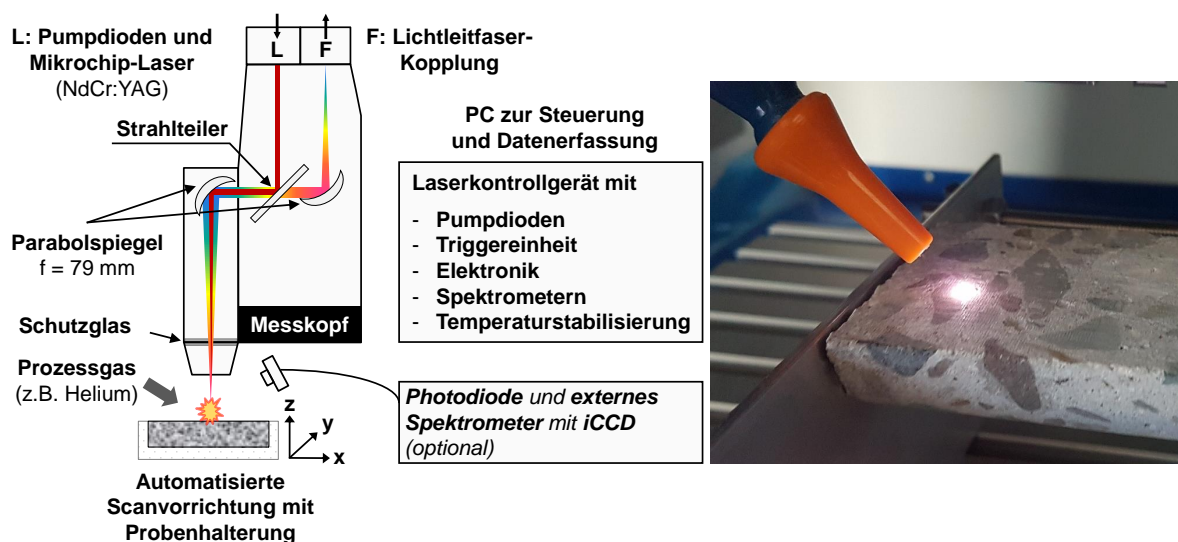 L: Pumpdioden und
Mikrochip-Laser
(NdCr:YAG)
L
F
F: Lichtleitfaser-
Kopplung
Strahlteiler
Parabolspiegel
f = 79 mm
Schutzglas
Messkopf
Prozessgas
(z.B. Helium)
z
y
x
Automatisierte
Scanvorrichtung mit
Probenhalterung
PC zur Steuerung
und Datenerfassung
Laserkontrollgerät mit
- Pumpdioden
- Triggereinheit
- Elektronik
- Spektrometern
- Temperaturstabilisierung
Photodiode und externes
Spektrometer mit iCCD
(optional)